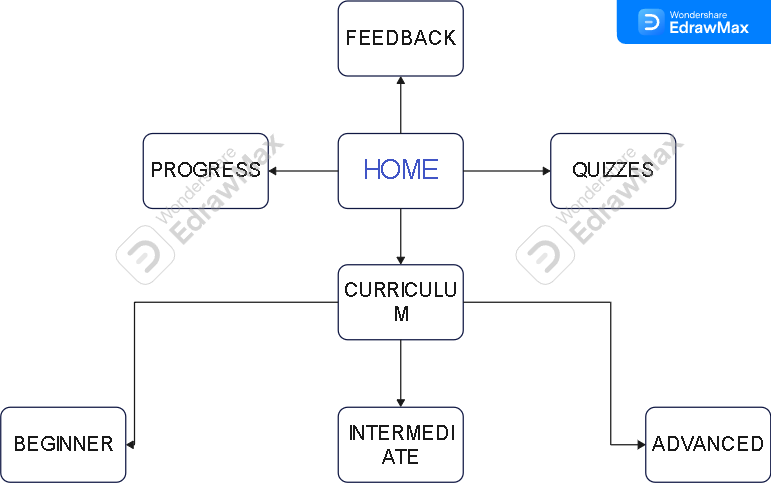 Wondershare
EdrawMax
FEEDBACK
PROGRESS
HOME
QUIZZES
Wondershare
EdrawMax
Wondershare
EdrawMax
CURRICULU
M
BEGINNER
INTERMEDI
ATE
ADVANCED